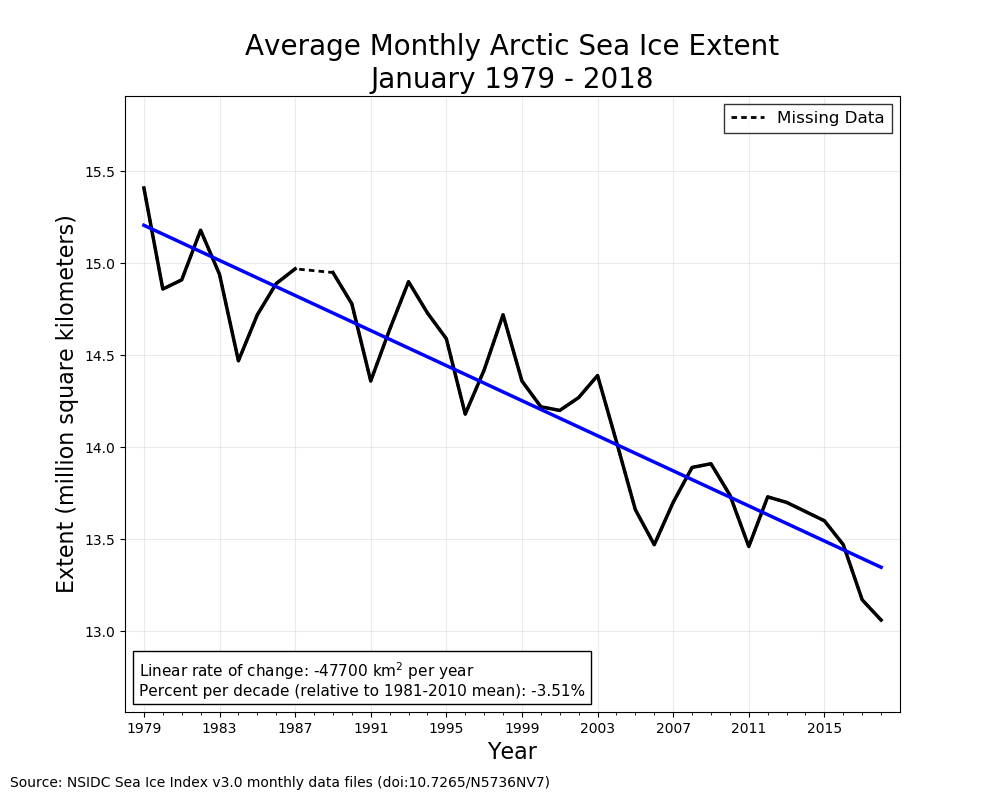 Average Monthly Arctic Sea Ice Extent
January 1979 - 2018
Missing Data
Extent (million square kilometers)
15.5
15.0
14.5
14.0
13.5
13.0
Linear rate of change: -47700 km² per year
Percent per decade (relative to 1981-2010 mean): -3.51%
1979 1983 1987 1991 1995 1999 2003 2007 2011 2015
Year
Source: NSIDC Sea Ice Index v3.0 monthly data files (doi:10.7265/N5736NV7)